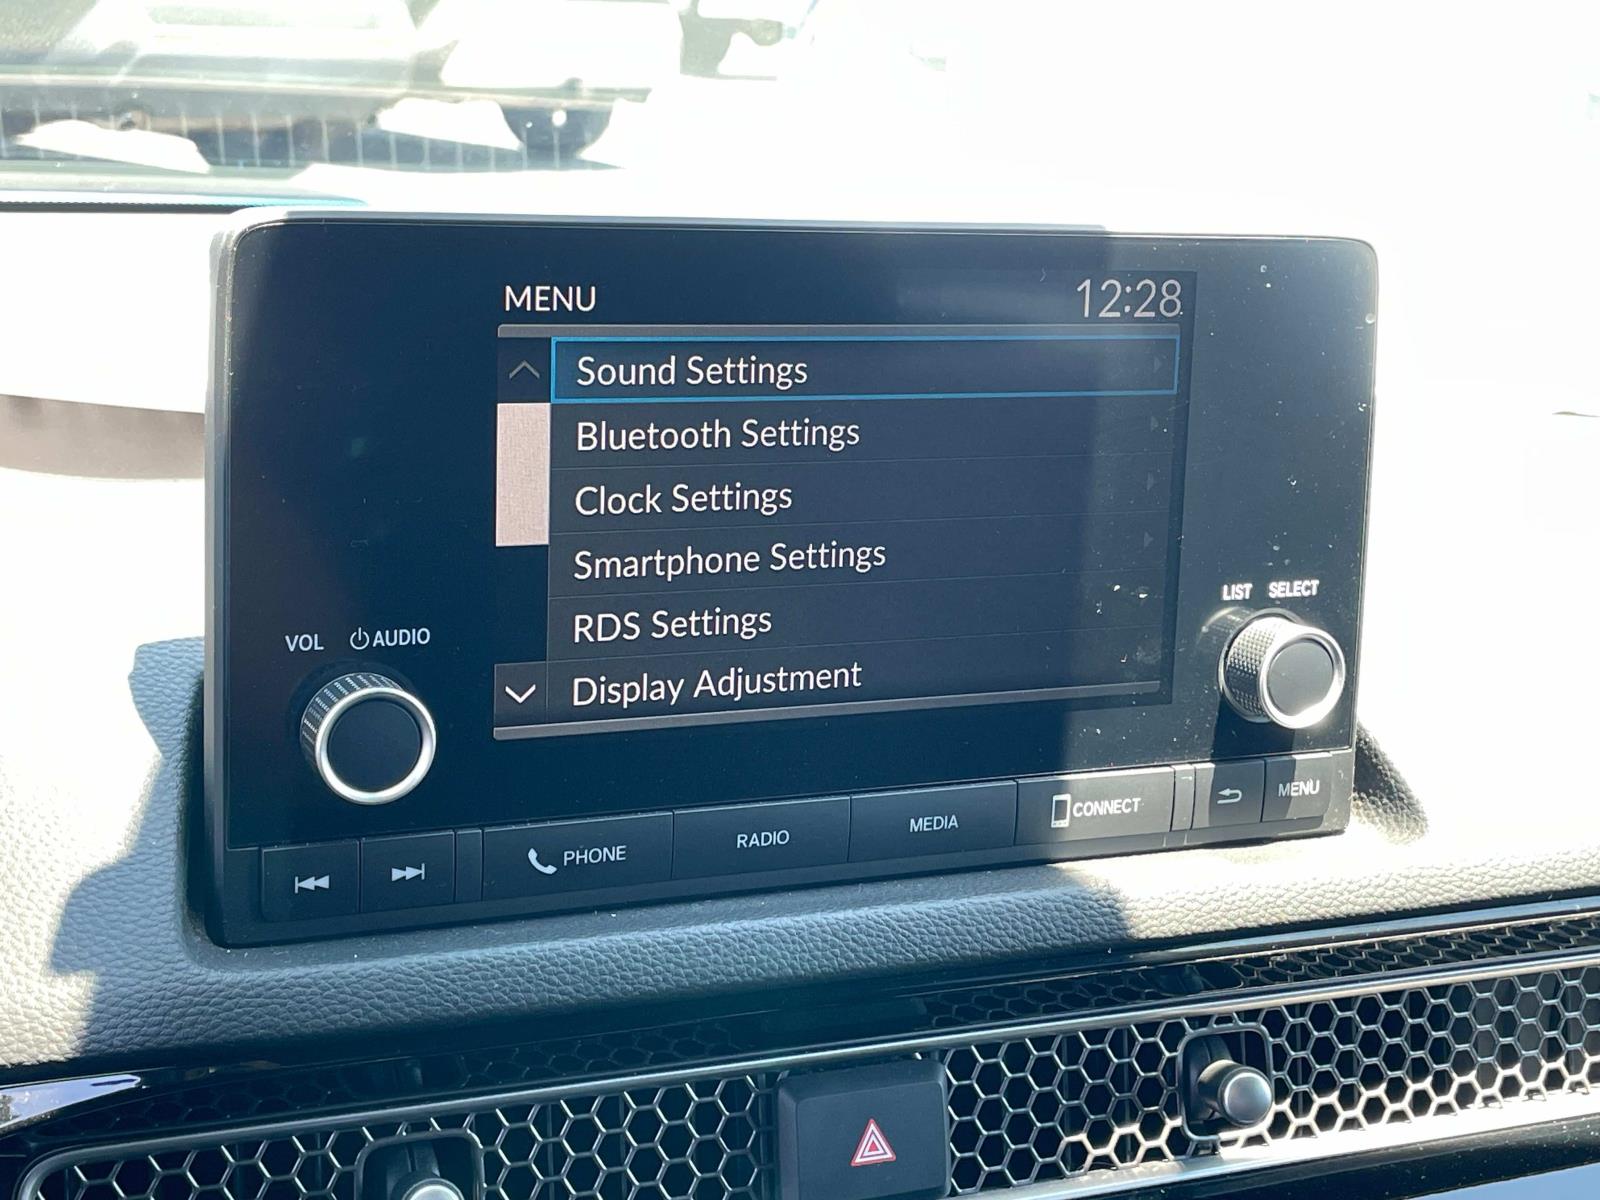 MENU 12:28
Sound Settings
Bluetooth Settings
Clock Settings
Smartphone Settings
RDS Settings
Display Adjustment
VOL AUDIO
LIST SELECT
PHONE RADIO MEDIA CONNECT MENU